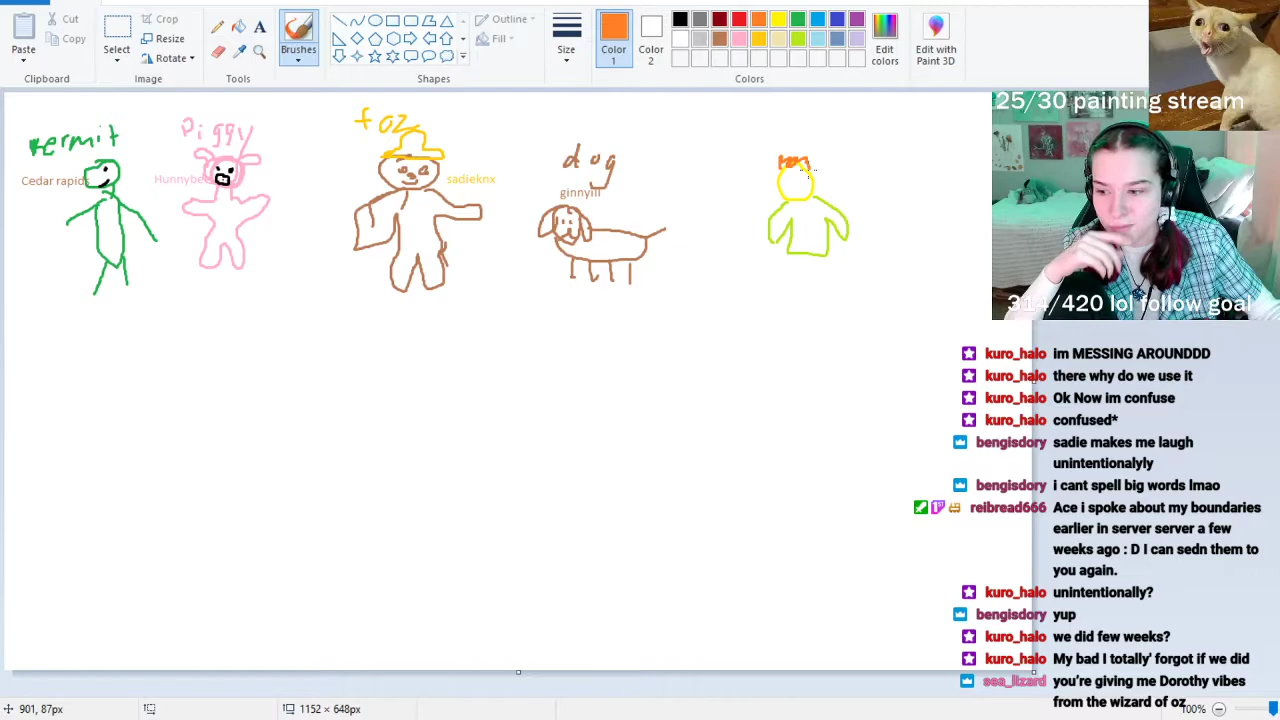 Paste
Cut
Copy
Clipboard
Select
Crop
Resize
Rotate
Image
Tools
Brushes
Shapes
Outline
Fill
Size
Color 1
Color 2
Edit colors
Colors
Edit with Paint 3D
25/30 painting stream
314/420 lol follow goal
kermit
Cedar rapids
Piggy
foz
sadieknx
dog
kuro_halo im MESSING AROUNDDD
kuro_halo there why do we use it
kuro_halo Ok Now im confuse
kuro_halo confused*
bengisdory sadie makes me laugh
unintentionalyly
bengisdory i cant spell big words lmao
reibread666 Ace i spoke about my boundaries
earlier in server server a few
weeks ago : D I can sedn them to
you again.
kuro_halo unintentionally?
bengisdory yup
kuro_halo we did few weeks?
kuro_halo My bad I totally' forgot if we did
sea_lizard you're giving me Dorothy vibes
from the wizard of oz
901, 87px
1152 × 648px
100%